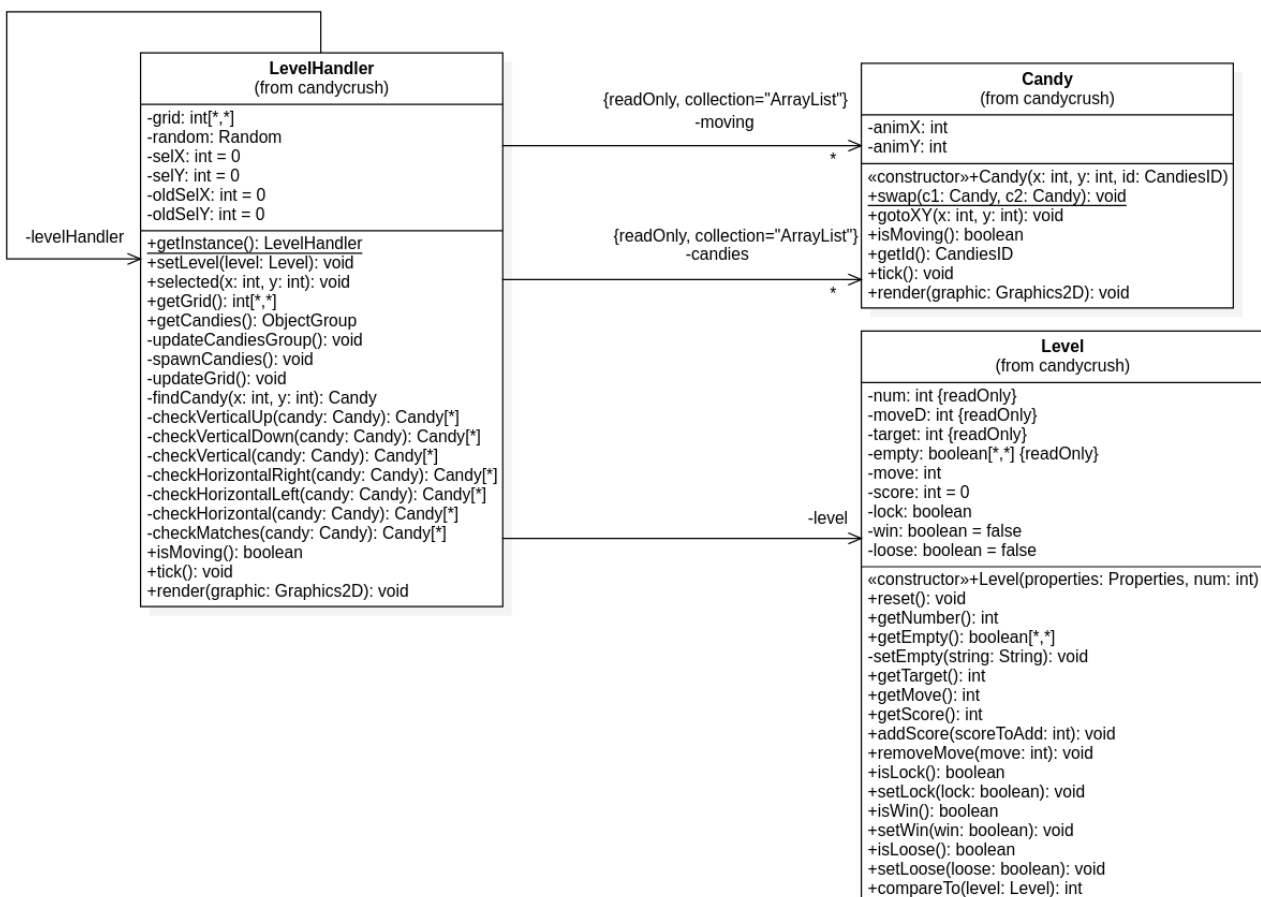 LevelHandler
(from candycrush)
-grid: int[*,*]
-random: Random
-selX: int = 0
-selY: int = 0
-oldSelX: int = 0
-oldSelY: int = 0
+getInstance(): LevelHandler
+setLevel(level: Level): void
+selected(x: int, y: int): void
+getGrid(): int[*,*]
+getCandies(): ObjectGroup
-updateCandiesGroup(): void
-spawnCandies(): void
-updateGrid(): void
-findCandy(x: int, y: int): Candy
-checkVerticalUp(candy: Candy): Candy[*]
-checkVerticalDown(candy: Candy): Candy[*]
-checkVertical(candy: Candy): Candy[*]
-checkHorizontalRight(candy: Candy): Candy[*]
-checkHorizontalLeft(candy: Candy): Candy[*]
-checkHorizontal(candy: Candy): Candy[*]
-checkMatches(candy: Candy): Candy[*]
+isMoving(): boolean
+tick(): void
+render(graphic: Graphics2D): void
-levelHandler
{readOnly, collection="ArrayList"}
-moving
*
{readOnly, collection="ArrayList"}
-candies
*
-level
Candy
(from candycrush)
-animX: int
-animY: int
«constructor»+Candy(x: int, y: int, id: CandiesID)
+swap(c1: Candy, c2: Candy): void
+gotoXY(x: int, y: int): void
+isMoving(): boolean
+getId(): CandiesID
+tick(): void
+render(graphic: Graphics2D): void
Level
(from candycrush)
-num: int {readOnly}
-moveD: int {readOnly}
-target: int {readOnly}
-empty: boolean[*,*] {readOnly}
-move: int
-score: int = 0
-lock: boolean
-win: boolean = false
-loose: boolean = false
«constructor»+Level(properties: Properties, num: int)
+reset(): void
+getNumber(): int
+getEmpty(): boolean[*,*]
-setEmpty(string: String): void
+getTarget(): int
+getMove(): int
+getScore(): int
+addScore(scoreToAdd: int): void
+removeMove(move: int): void
+isLock(): boolean
+setLock(lock: boolean): void
+isWin(): boolean
+setWin(win: boolean): void
+isLoose(): boolean
+setLoose(loose: boolean): void
+compareTo(level: Level): int